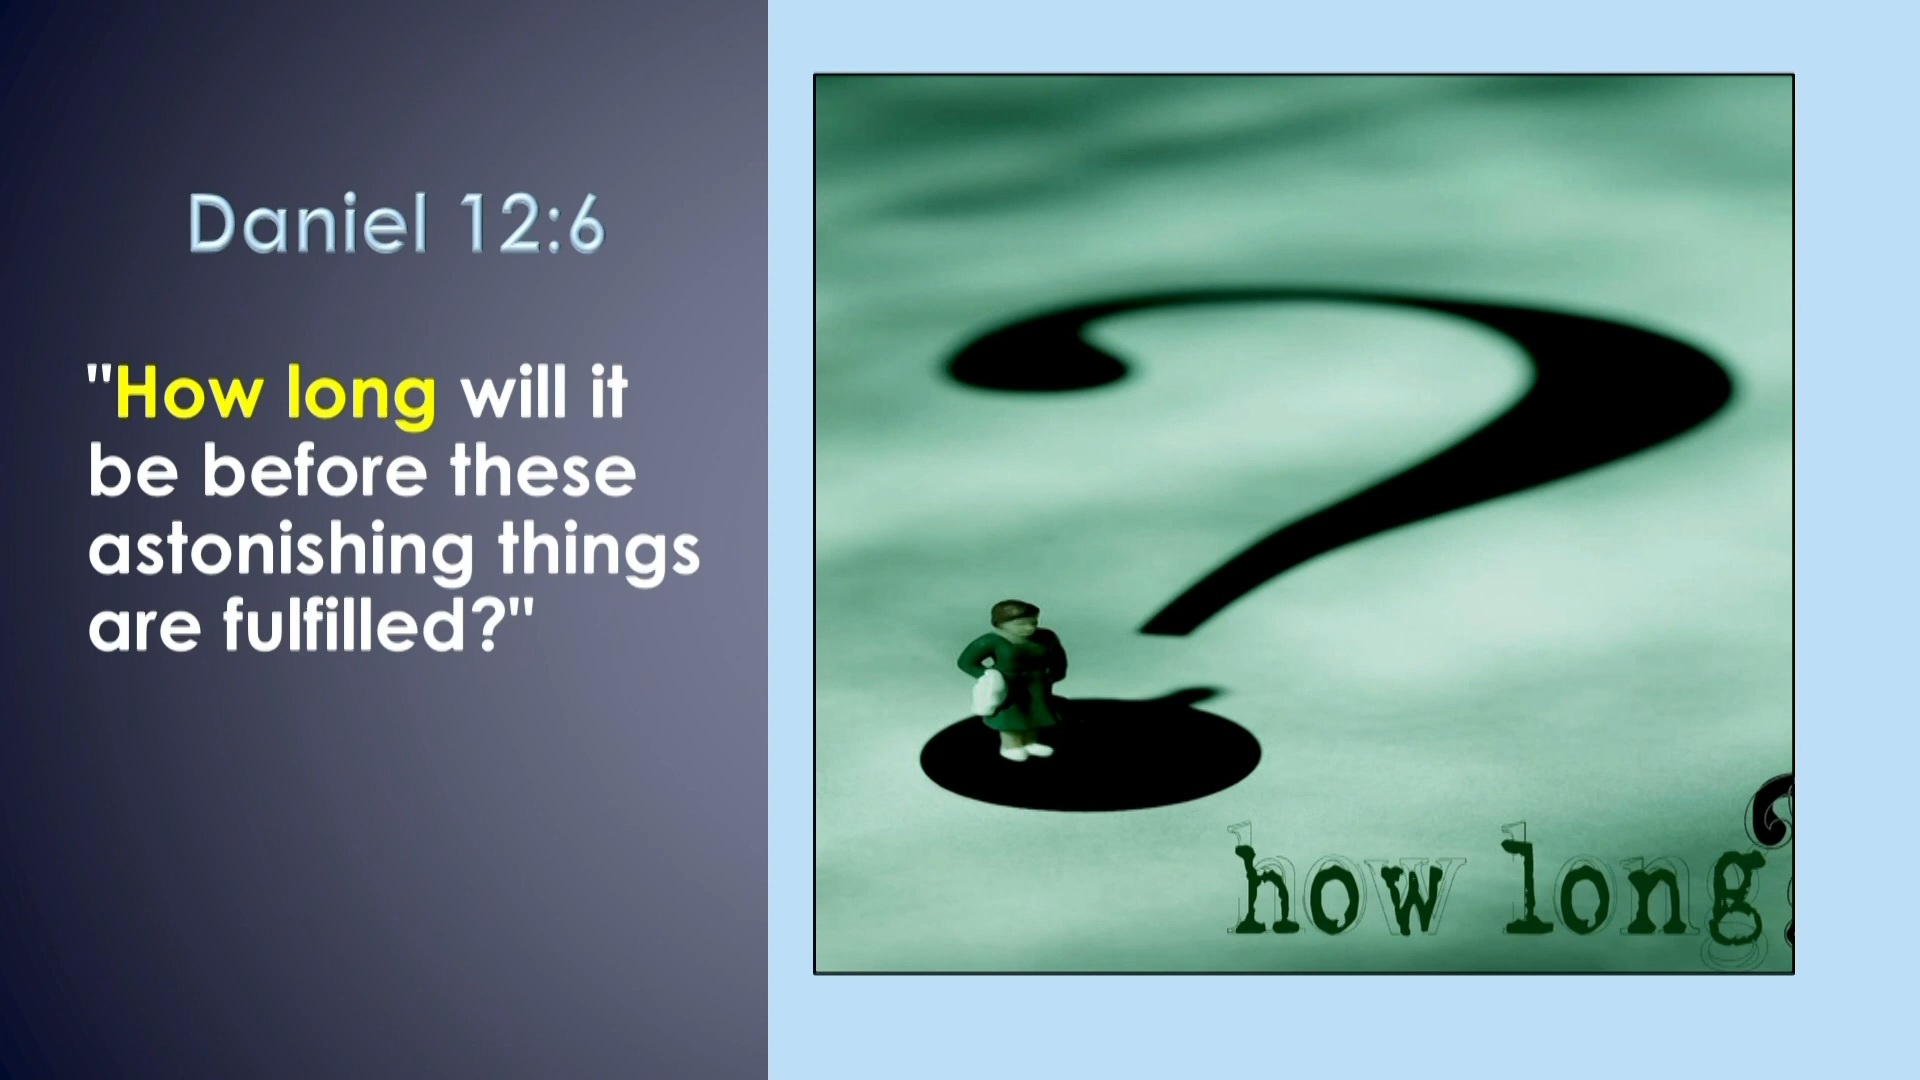 Daniel 12:6
"How long will it
be before these
astonishing things
are fulfilled?"
how long?